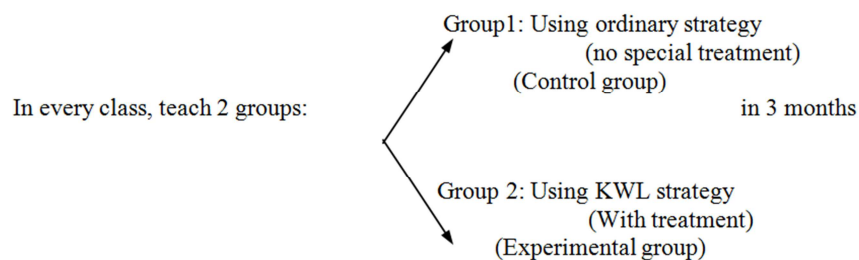 Group1: Using ordinary strategy
(no special treatment)
(Control group)
In every class, teach 2 groups:
in 3 months
Group 2: Using KWL strategy
(With treatment)
(Experimental group)